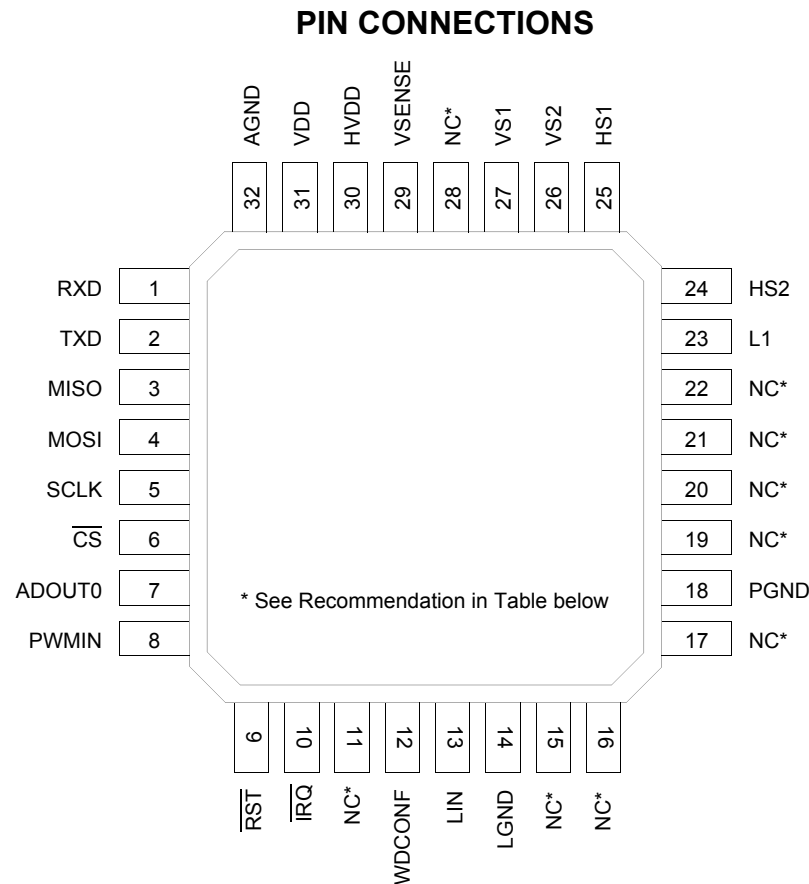 PIN CONNECTIONS
AGND
VDD
HVDD
VSENSE
NC*
VS1
VS2
HS1
32
31
30
29
28
27
26
25
RXD 1
TXD 2
MISO 3
MOSI 4
SCLK 5
C̅S̅ 6
ADOUT0 7
PWMIN 8
24 HS2
23 L1
22 NC*
21 NC*
20 NC*
19 NC*
18 PGND
17 NC*
* See Recommendation in Table below
9
10
11
12
13
14
15
16
R̅S̅T̅
I̅R̅Q̅
NC*
WDCONF
LIN
LGND
NC*
NC*